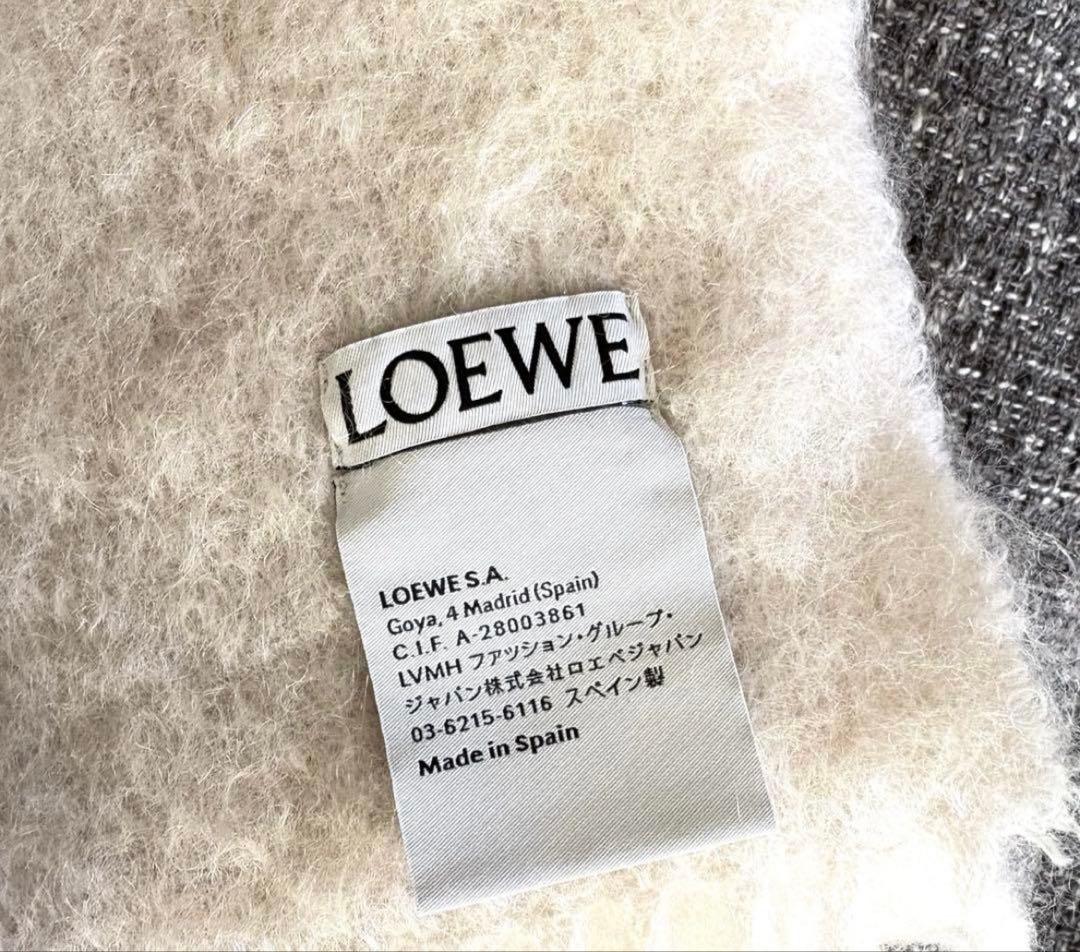 LOEWE
LOEWE S.A.
Goya, 4 Madrid (Spain)
C.I.F. A-28003861
LVMH ファツション・グループ・
ジャパン株式会社ロエベジャパン
03-6215-6116 スペイン製
Made in Spain